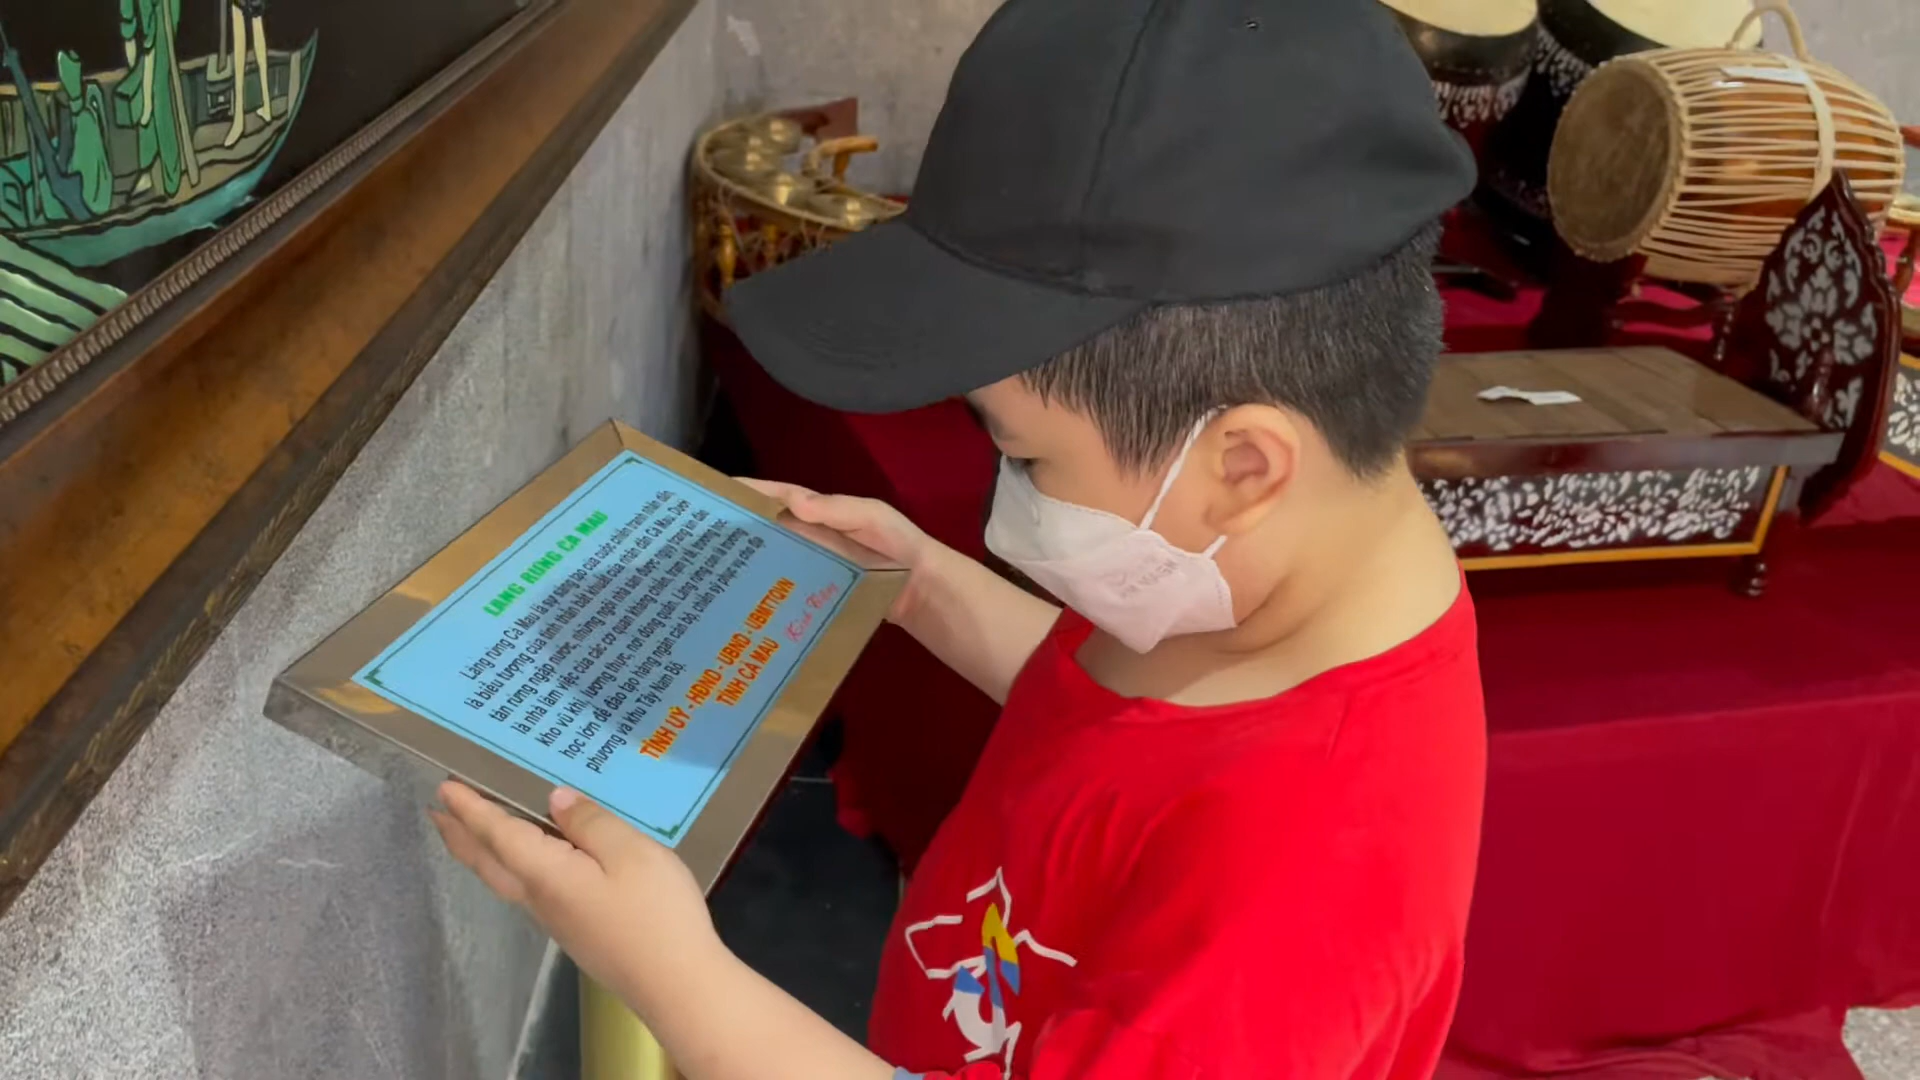 LÀNG RỪNG CÀ MAU
Làng rừng Cà Mau là sự sáng tạo của cuộc chiến tranh nhân dân,
là biểu tượng của tinh thần bất khuất của nhân dân Cà Mau. Dưới
tán rừng ngập nước, những ngôi nhà sàn được ngụy trang kín đáo
là nhà làm việc của các cơ quan kháng chiến, trạm y tế, trường học,
kho vũ khí, lương thực, nơi đóng quân. Làng rừng còn là trường
học lớn để đào tạo hàng ngàn cán bộ, chiến sỹ phục vụ cho địa
phương và khu Tây Nam Bộ.
TỈNH UỶ - HĐND - UBND - UBMTTQVN
TỈNH CÀ MAU
Kính tặng